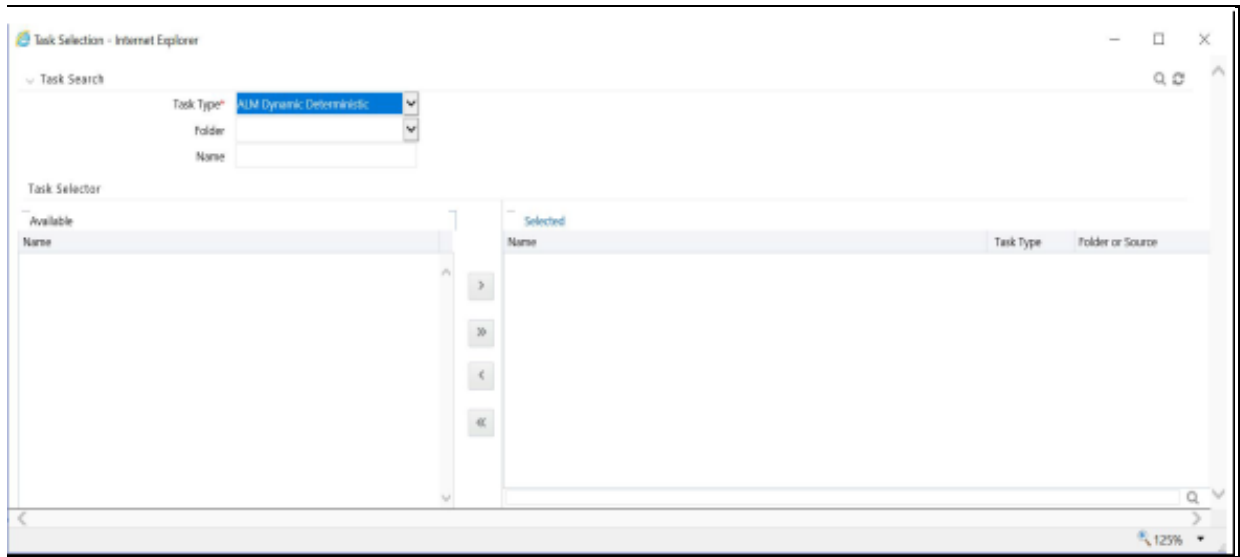 Task Selection - Internet Explorer
Task Search
Task Type* ALM Dynamic Deterministic
Folder
Name
Task Selector
Available Selected
Name Name Task Type Folder or Source
125%